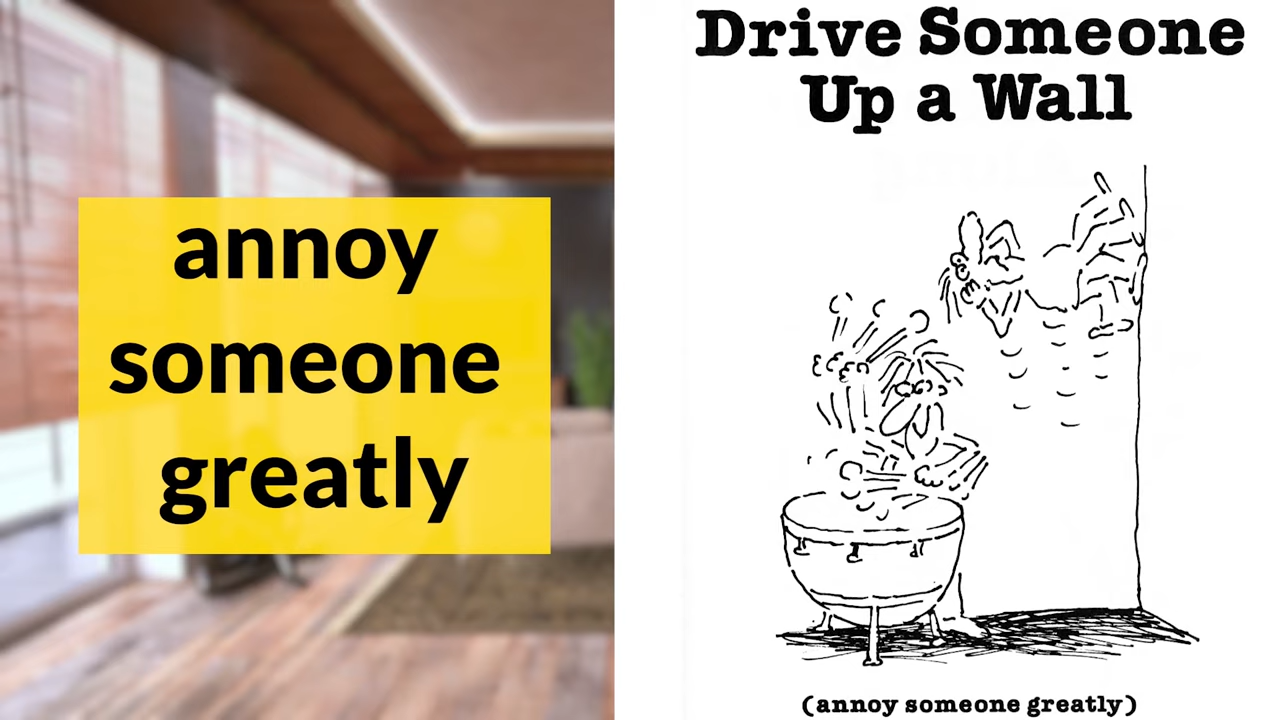 annoy
someone
greatly
Drive Someone
Up a Wall
(annoy someone greatly)